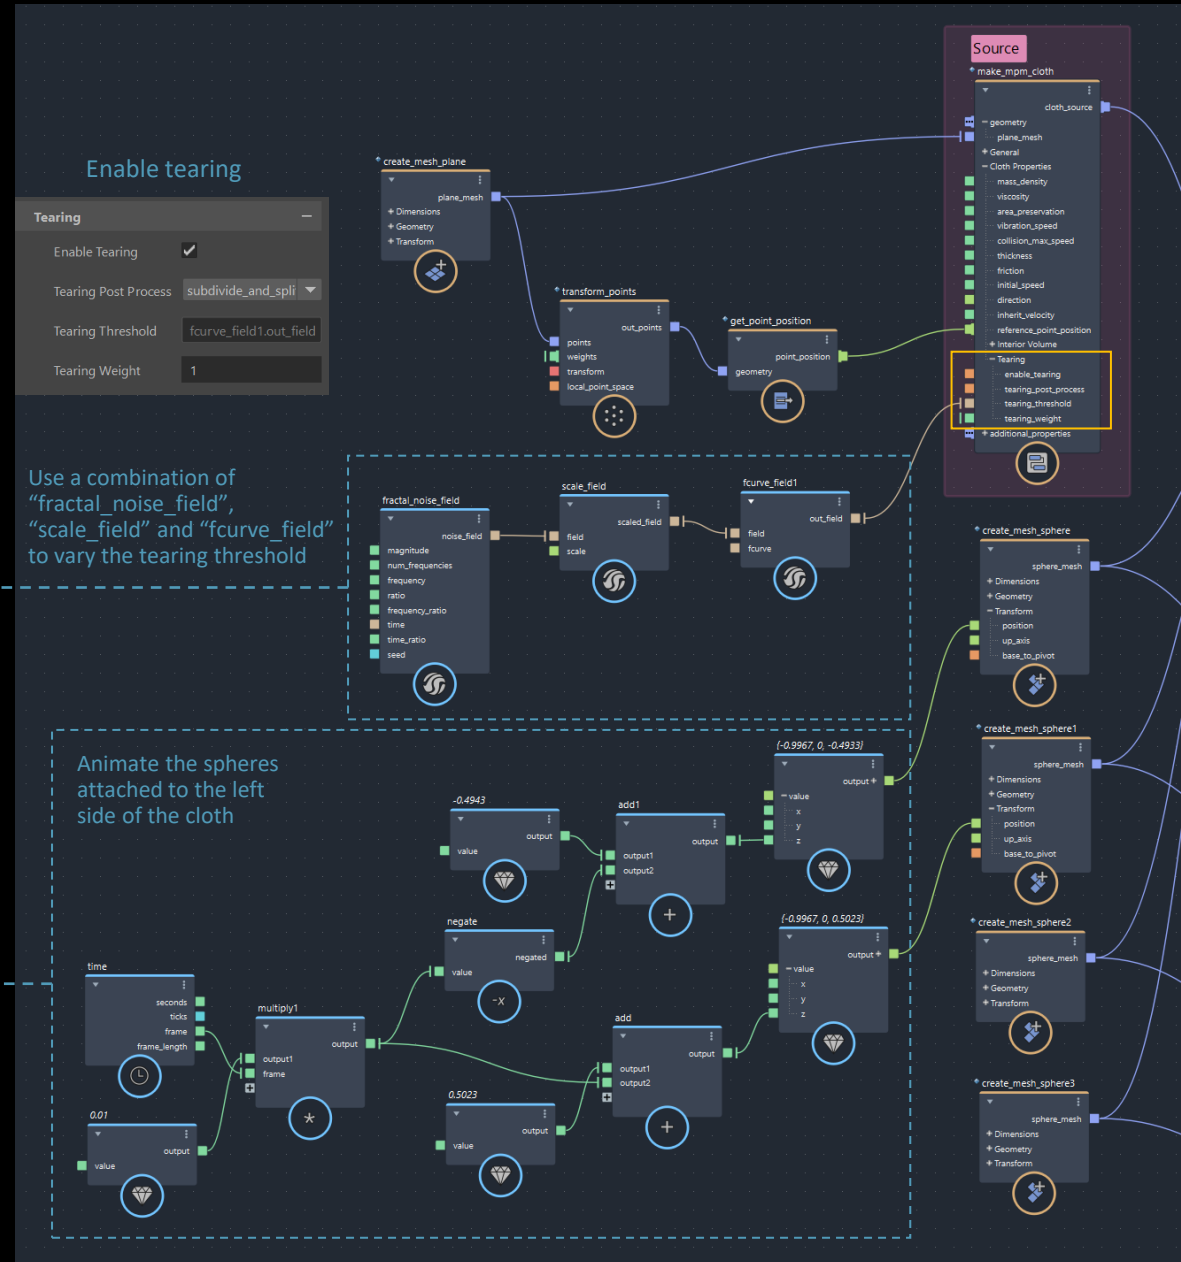 Source
make_mpm_cloth
cloth_source
geometry
plane_mesh
General
Cloth Properties
mass_density
viscosity
area_preservation
vibration_speed
collision_max_speed
thickness
friction
initial_speed
direction
inherit_velocity
reference_point_position
Interior Volume
Tearing
enable_tearing
tearing_post_process
tearing_threshold
tearing_weight
additional_properties
Enable tearing
Tearing
Enable Tearing
Tearing Post Process subdivide_and_spli
Tearing Threshold fcurve_field1.out_field
Tearing Weight 1
create_mesh_plane
plane_mesh
Dimensions
Geometry
Transform
transform_points
out_points
points
weights
transform
local_point_space
get_point_position
point_position
geometry
Use a combination of
“fractal_noise_field”,
“scale_field” and “fcurve_field”
to vary the tearing threshold
fractal_noise_field
noise_field
magnitude
num_frequencies
frequency
ratio
frequency_ratio
time
time_ratio
seed
scale_field
scaled_field
field
scale
fcurve_field1
out_field
field
fcurve
create_mesh_sphere
sphere_mesh
Dimensions
Geometry
Transform
position
up_axis
base_to_pivot
create_mesh_sphere1
sphere_mesh
Dimensions
Geometry
Transform
position
up_axis
base_to_pivot
create_mesh_sphere2
sphere_mesh
Dimensions
Geometry
Transform
create_mesh_sphere3
sphere_mesh
Dimensions
Geometry
Transform
Animate the spheres
attached to the left
side of the cloth
{-0.9967, 0, -0.4933}
output
value
x
y
z
-0.4943
output
value
add1
output
output1
output2
negate
negated
value
-x
{-0.9967, 0, 0.5023}
output
value
x
y
z
time
seconds
ticks
frame
frame_length
multiply1
output
output1
frame
*
add
output
output1
output2
0.5023
output
value
0.01
output
value